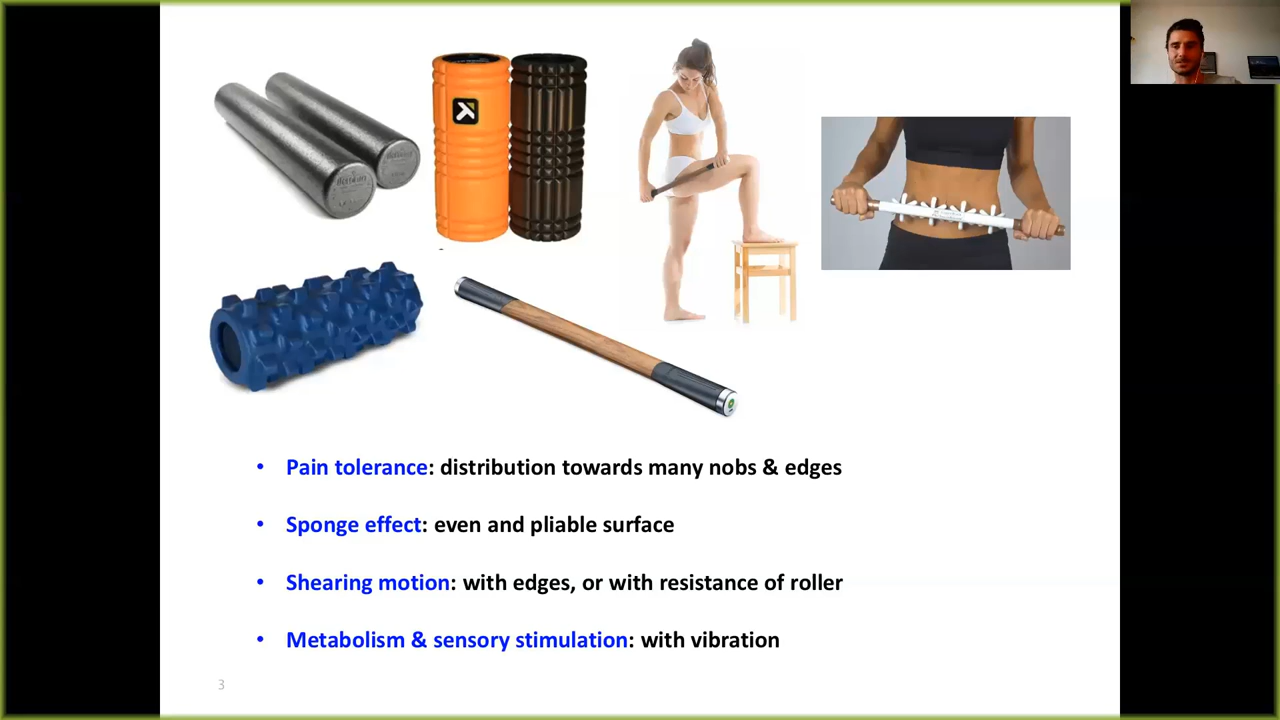 • Pain tolerance: distribution towards many nobs & edges
• Sponge effect: even and pliable surface
• Shearing motion: with edges, or with resistance of roller
• Metabolism & sensory stimulation: with vibration
3